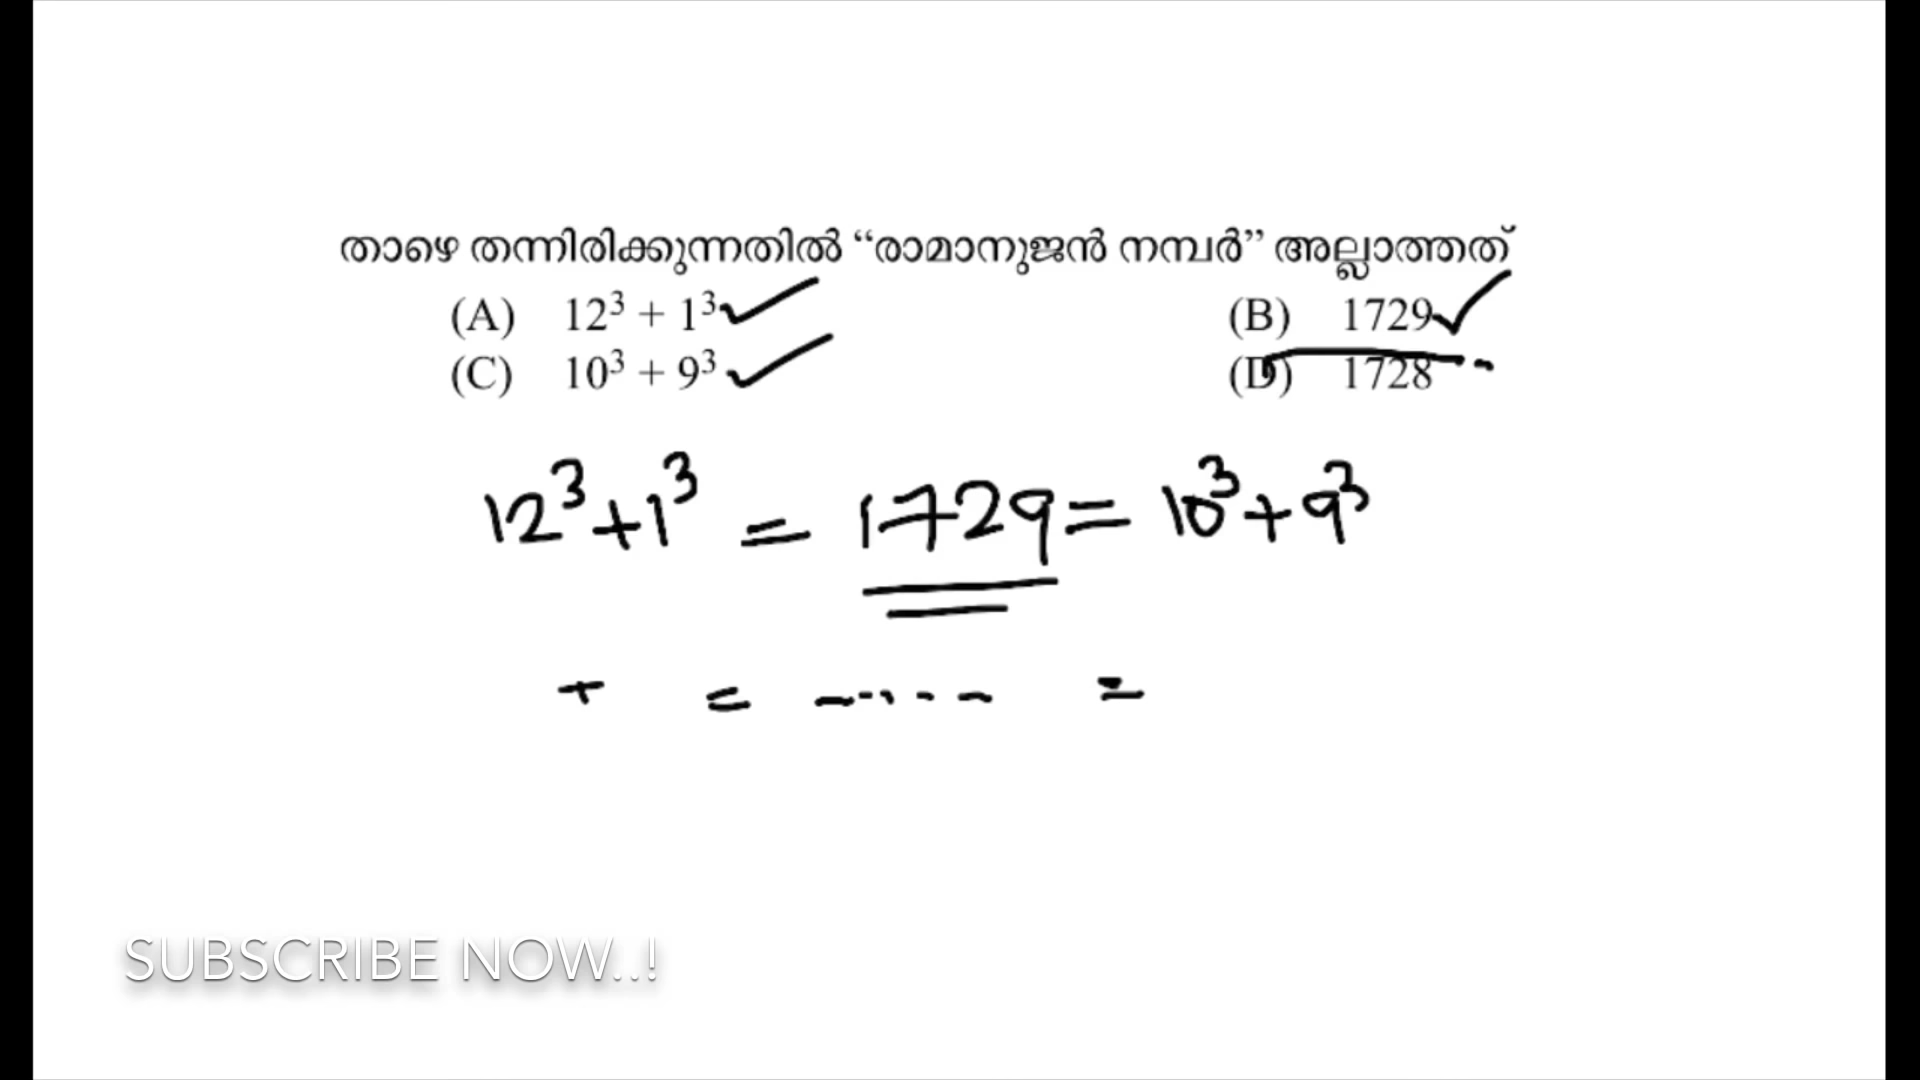 താഴെ തന്നിരിക്കുന്നതിൽ “രാമാനുജൻ നമ്പർ” അല്ലാത്തത്
(A) 12³ + 1³ (B) 1729
(C) 10³ + 9³ (D) 1728
12³+1³ = 1729 = 10³+9³
+ = ..... =
SUBSCRIBE NOW..!